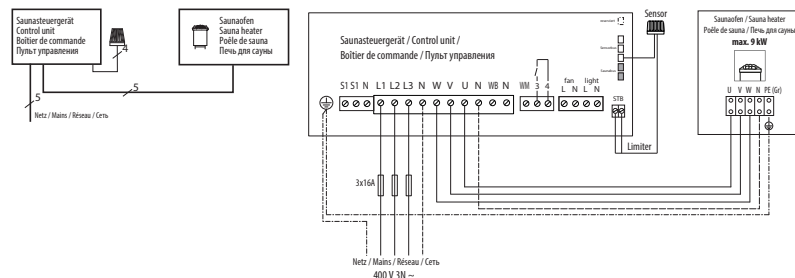 Saunasteuergerät
Control unit
Boîtier de commande
Пульт управления
4
5
5
Netz / Mains / Réseau / Сеть
Saunaofen
Sauna heater
Poêle de sauna
Печь для сауны
Saunasteuergerät / Control unit /
Boîtier de commande / Пульт управления
S1 S1 N L1 L2 L3 N W V U N WB N WM 3 4
fan light
L N L N
STB
Sensor
Limiter
3x16A
Netz / Mains / Réseau / Сеть
400 V 3N ~
Saunaofen / Sauna heater
Poêle de sauna / Печь для сауны
max. 9 kW
U V W N PE (Gr)